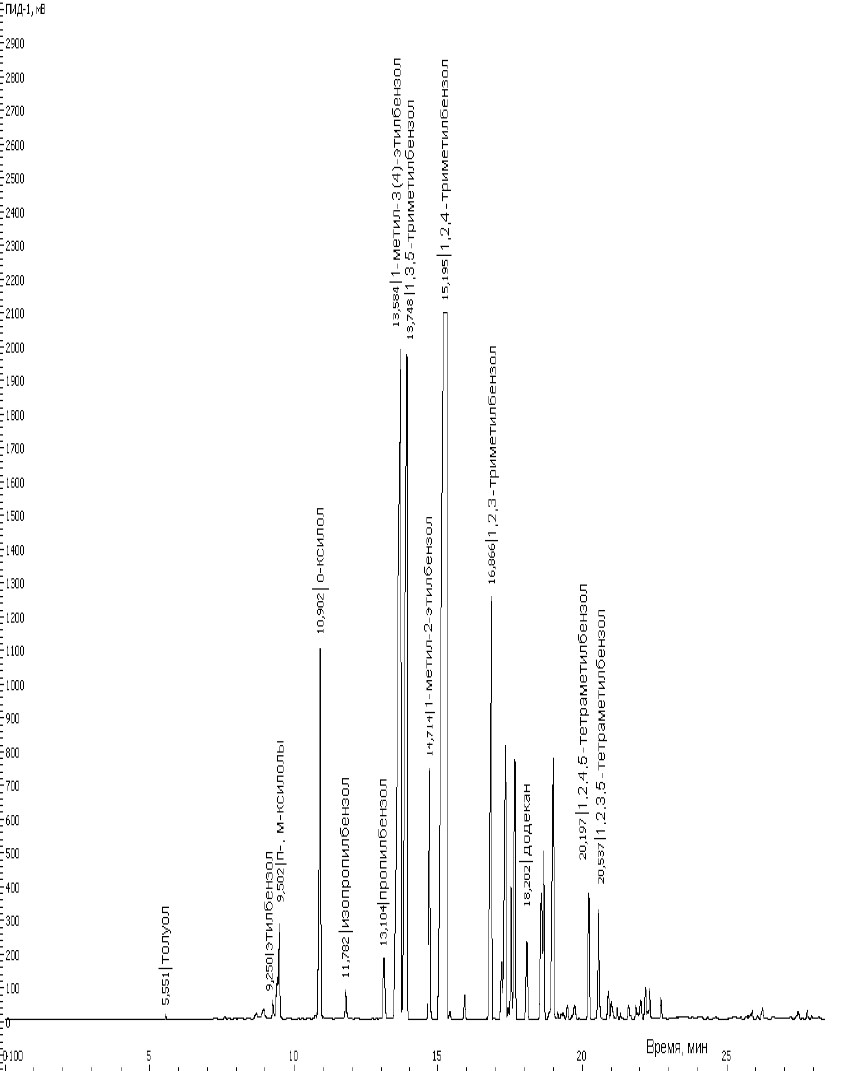 ПИД-1, мВ
2900
2800
2700
2600
2500
2400
2300
2200
2100
2000
1900
1800
1700
1600
1500
1400
1300
1200
1100
1000
900
800
700
600
500
400
300
200
100
0
5,551|толуол
9,250|этилбензол
9,502|п-, м-ксилолы
10,902|о-ксилол
11,782|изопропилбензол
13,104|пропилбензол
13,584|1-метил-3(4)-этилбензол
13,748|1,3,5-триметилбензол
14,714|1-метил-2-этилбензол
15,195|1,2,4-триметилбензол
16,866|1,2,3-триметилбензол
18,202|додекан
20,197|1,2,4,5-тетраметилбензол
20,537|1,2,3,5-тетраметилбензол
5
10
15
20
25
Время, мин